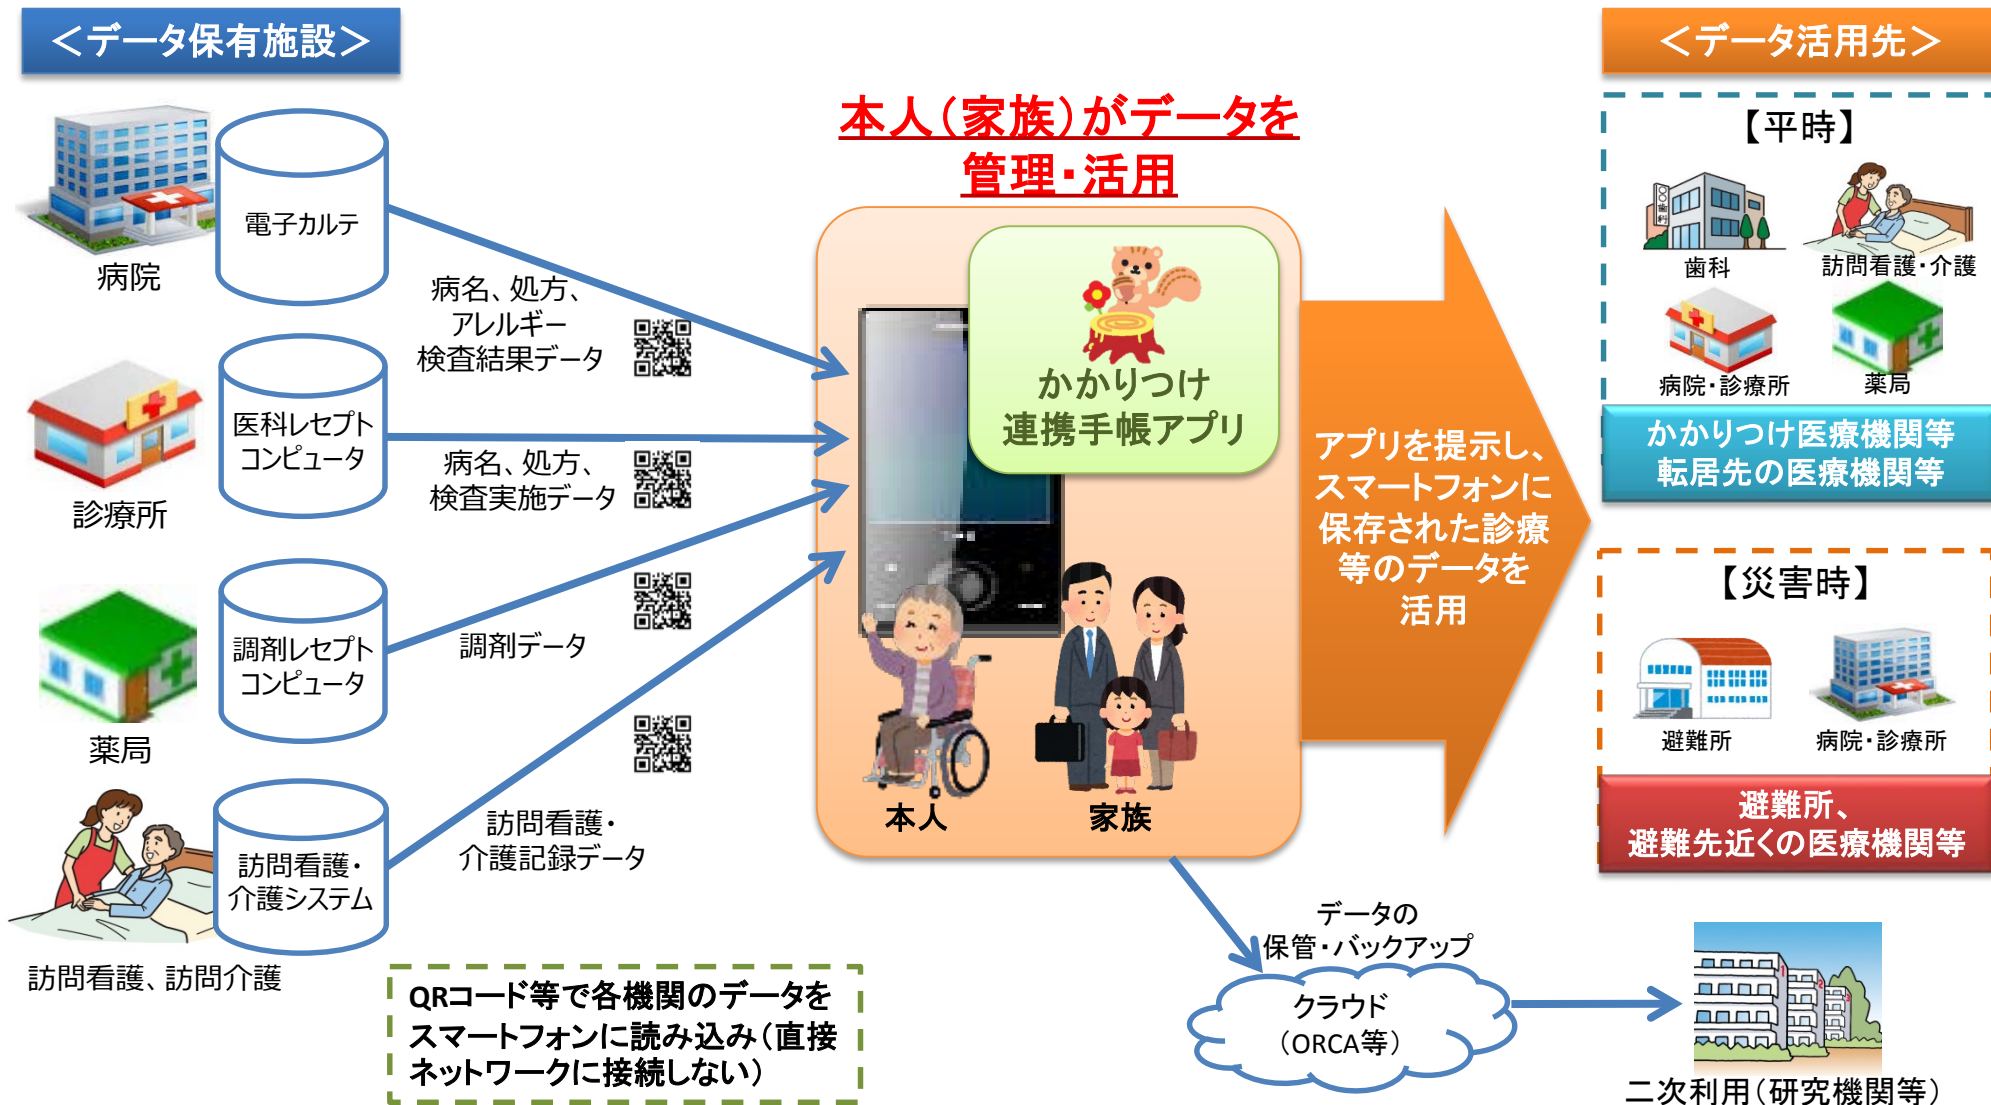 ＜データ保有施設＞
病院
電子カルテ
病名、処方、
アレルギー
検査結果データ
診療所
医科レセプト
コンピュータ
病名、処方、
検査実施データ
薬局
調剤レセプト
コンピュータ
調剤データ
訪問看護、訪問介護
訪問看護・
介護システム
訪問看護・
介護記録データ
QRコード等で各機関のデータを
スマートフォンに読み込み（直接
ネットワークに接続しない）
本人（家族）がデータを
管理・活用
かかりつけ
連携手帳アプリ
本人
家族
アプリを提示し、
スマートフォンに
保存された診療
等のデータを
活用
データの
保管・バックアップ
クラウド
（ORCA等）
＜データ活用先＞
【平時】
〇〇歯科
歯科
訪問看護・介護
病院・診療所
薬局
かかりつけ医療機関等
転居先の医療機関等
【災害時】
避難所
病院・診療所
避難所、
避難先近くの医療機関等
1
2
3
二次利用（研究機関等）